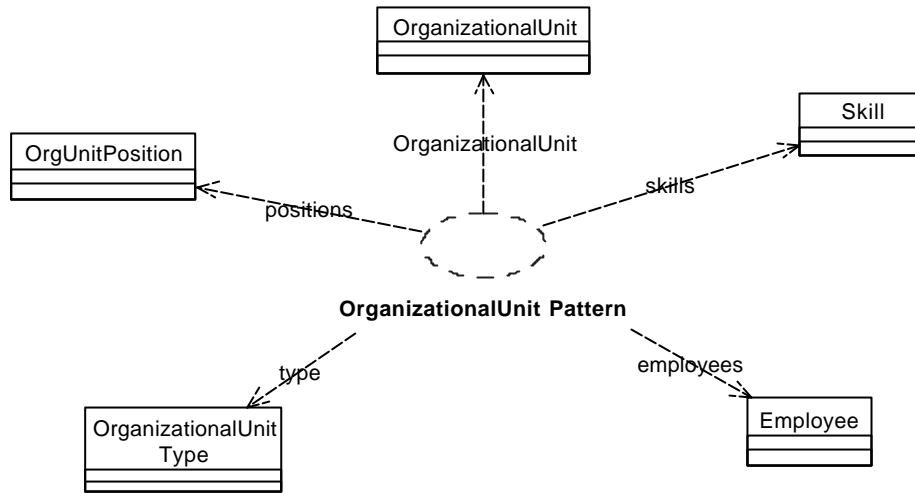 OrganizationalUnit
Skill
OrgUnitPosition
OrganizationalUnit
skills
positions
OrganizationalUnit Pattern
type
employees
OrganizationalUnit
Type
Employee